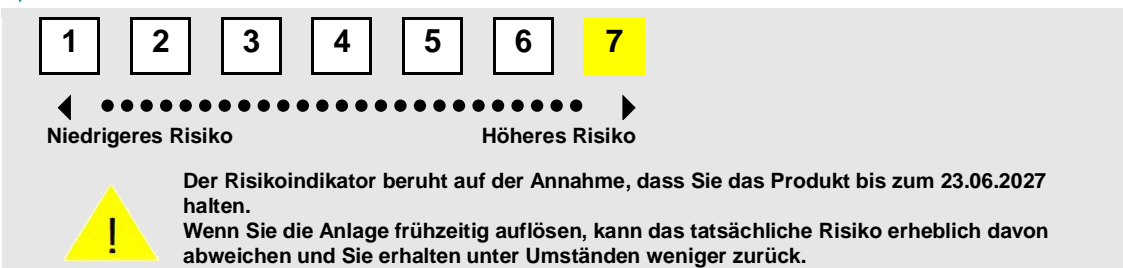 1 2 3 4 5 6 7
Niedrigeres Risiko Höheres Risiko
Der Risikoindikator beruht auf der Annahme, dass Sie das Produkt bis zum 23.06.2027
halten.
Wenn Sie die Anlage frühzeitig auflösen, kann das tatsächliche Risiko erheblich davon
abweichen und Sie erhalten unter Umständen weniger zurück.
!